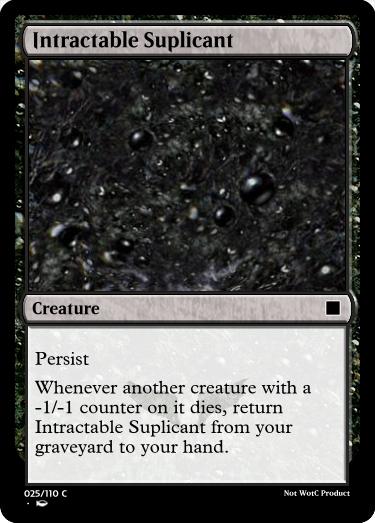 Intractable Suplicant
Creature
Persist
Whenever another creature with a
-1/-1 counter on it dies, return
Intractable Suplicant from your
graveyard to your hand.
025/110 C
Not WotC Product